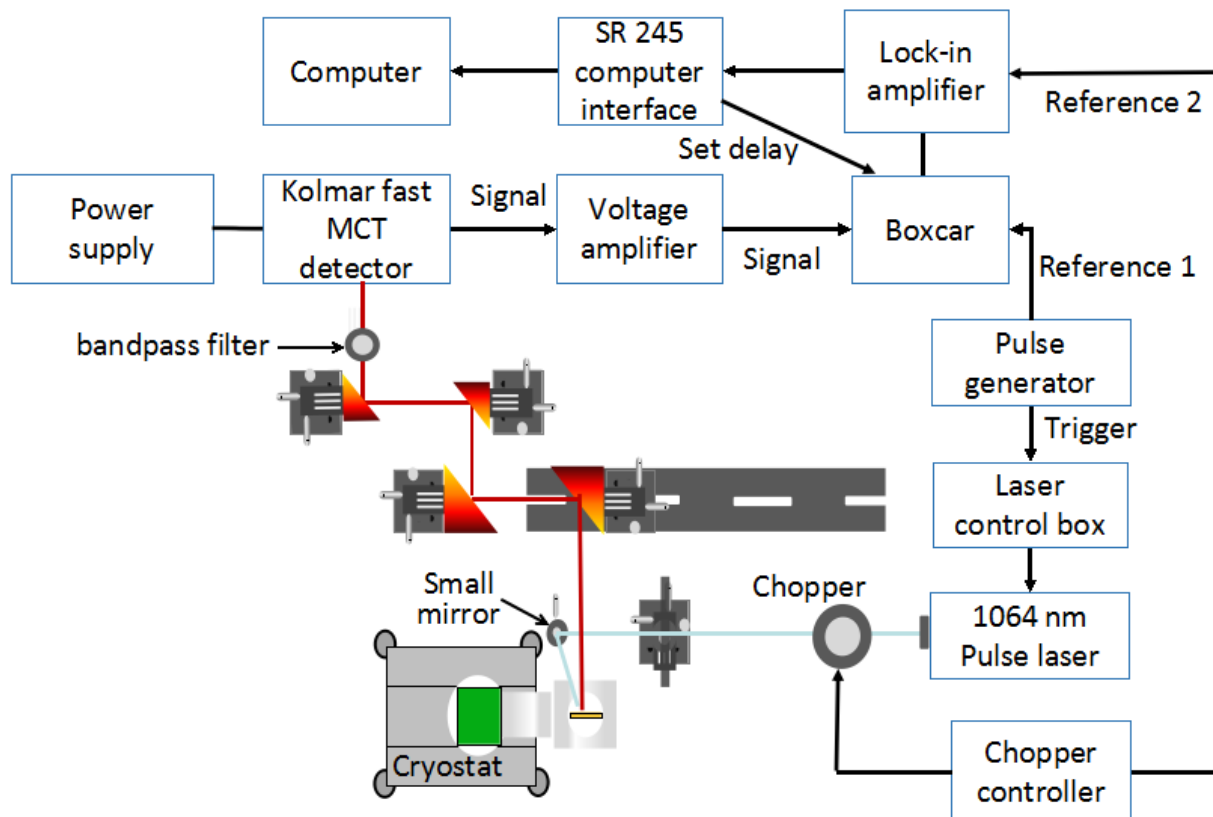 Computer
SR 245
computer
interface
Lock-in
amplifier
Reference 2
Set delay
Power
supply
Kolmar fast
MCT
detector
Signal
Voltage
amplifier
Signal
Boxcar
Reference 1
bandpass filter
Pulse
generator
Trigger
Laser
control box
Small
mirror
Chopper
1064 nm
Pulse laser
Cryostat
Chopper
controller